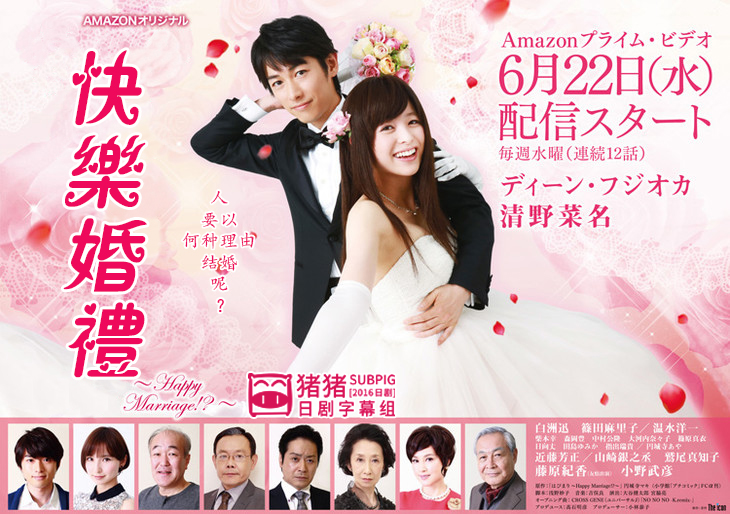 AMAZONオリジナル
快樂婚禮
~Happy
Marriage!?~
人
要以
何种理由
结婚
呢？
Amazonプライム・ビデオ
6月22日(水)
配信スタート
毎週水曜(連続12話)
ディーン・フジオカ
清野菜名
猪猪
SUBPIG
[2016日剧]
日剧字幕组
白洲迅 篠田麻里子／温水洋一
近藤芳正／山崎銀之丞 鷲尾真知子
藤原紀香(友情出演) 小野武彦
The icon